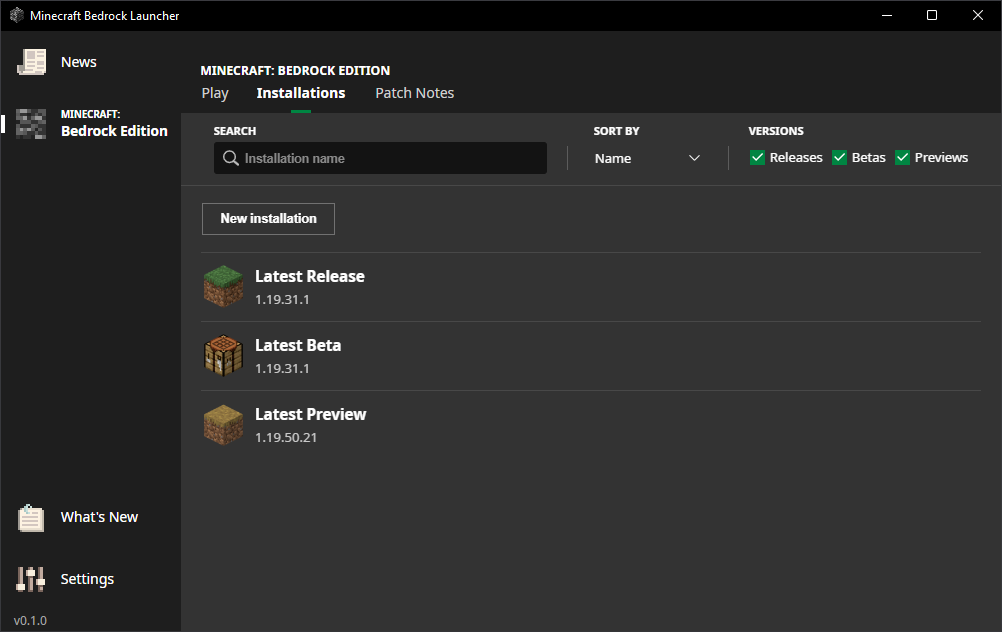 Minecraft Bedrock Launcher
News
MINECRAFT:
Bedrock Edition
What's New
Settings
v0.1.0
MINECRAFT: BEDROCK EDITION
Play Installations Patch Notes
SEARCH SORT BY VERSIONS
Installation name Name Releases Betas Previews
New installation
Latest Release
1.19.31.1
Latest Beta
1.19.31.1
Latest Preview
1.19.50.21